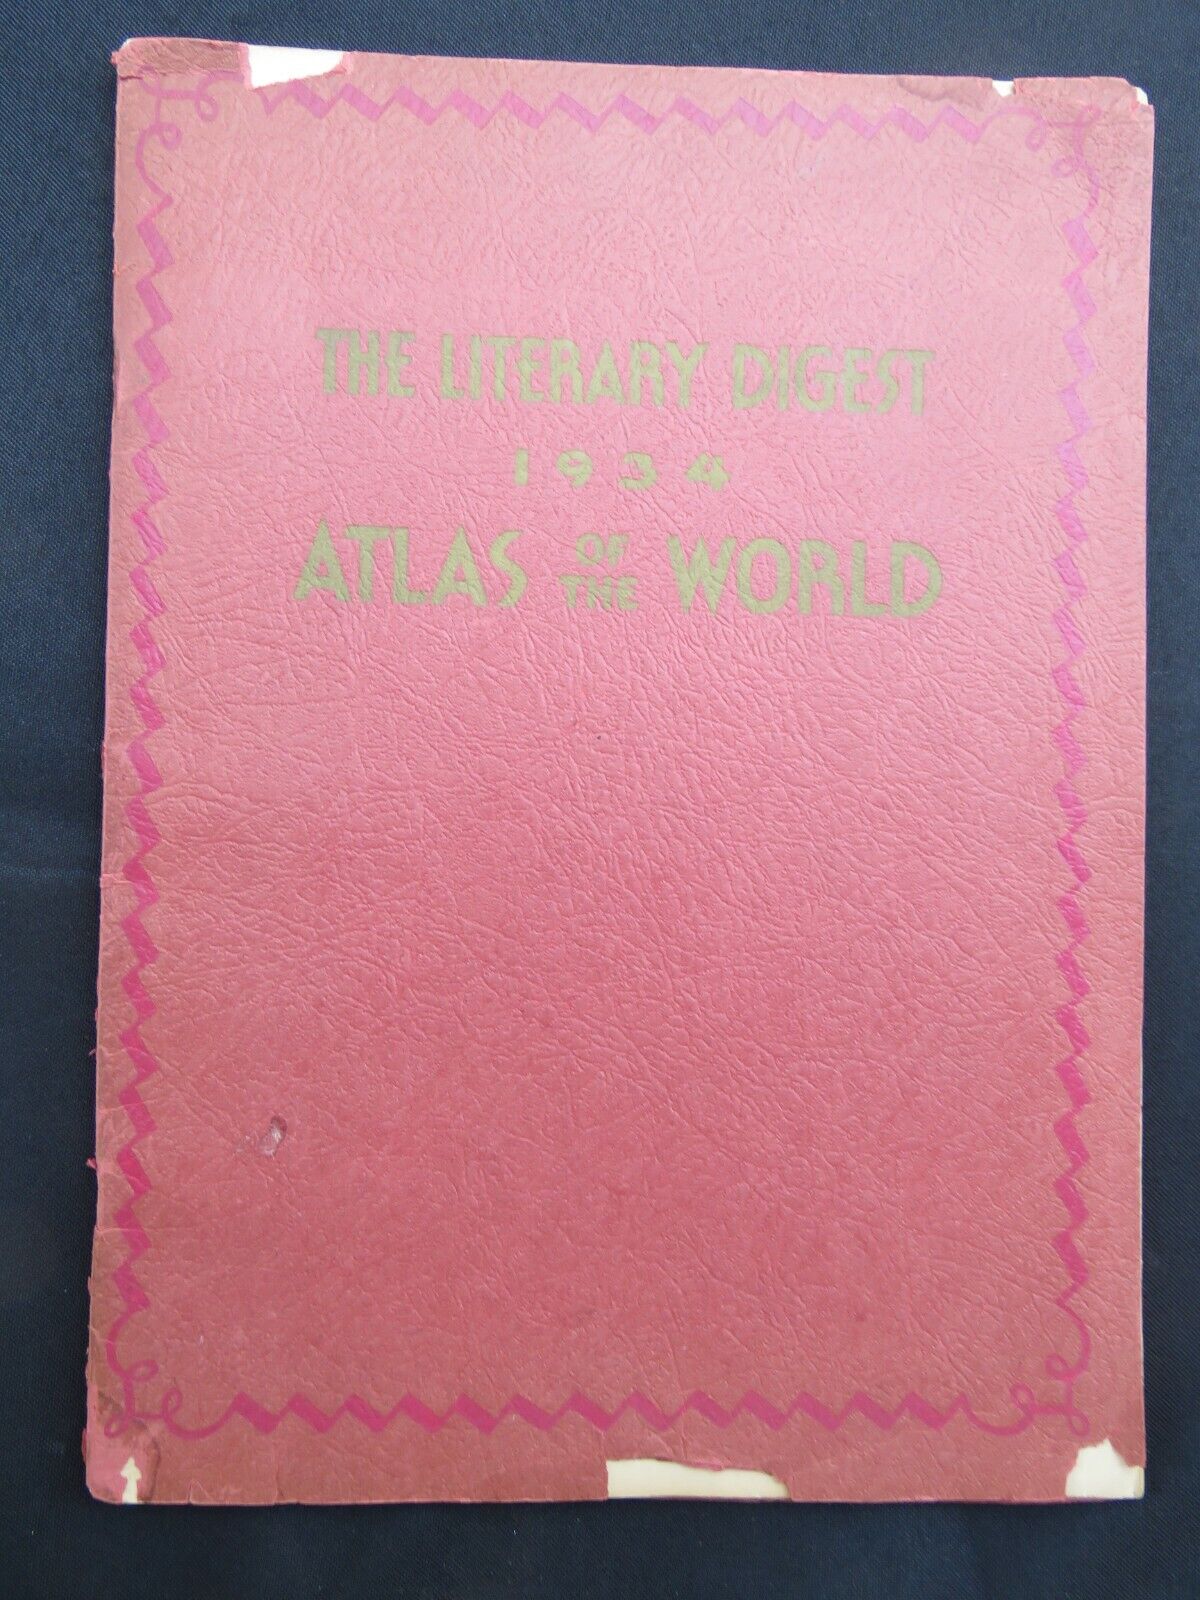 THE LITERARY DIGEST
1934
ATLAS OF THE WORLD